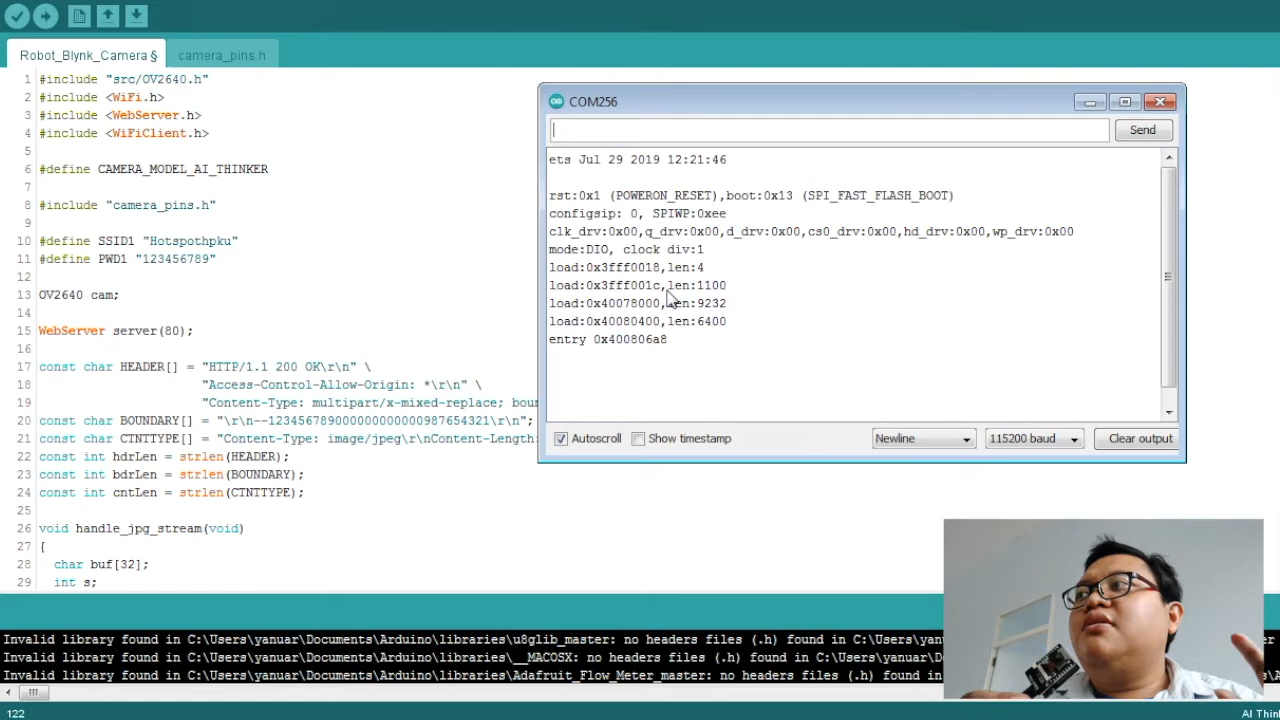 Robot_Blynk_Camera §
camera_pins.h
1 #include "src/OV2640.h"
2 #include <WiFi.h>
3 #include <WebServer.h>
4 #include <WiFiClient.h>
5
6 #define CAMERA_MODEL_AI_THINKER
7
8 #include "camera_pins.h"
9
10 #define SSID1 "Hotspothpku"
11 #define PWD1 "123456789"
12
13 OV2640 cam;
14
15 WebServer server(80);
16
17 const char HEADER[] = "HTTP/1.1 200 OK\r\n" \
18 "Access-Control-Allow-Origin: *\r\n" \
19 "Content-Type: multipart/x-mixed-replace; bou
20 const char BOUNDARY[] = "\r\n--123456789000000000000987654321\r\n";
21 const char CTNTTYPE[] = "Content-Type: image/jpeg\r\nContent-Length:
22 const int hdrLen = strlen(HEADER);
23 const int bdrLen = strlen(BOUNDARY);
24 const int cntLen = strlen(CTNTTYPE);
25
26 void handle_jpg_stream(void)
27 {
28 char buf[32];
29 int s;
COM256
Send
ets Jul 29 2019 12:21:46
rst:0x1 (POWERON_RESET),boot:0x13 (SPI_FAST_FLASH_BOOT)
configsip: 0, SPIWP:0xee
clk_drv:0x00,q_drv:0x00,d_drv:0x00,cs0_drv:0x00,hd_drv:0x00,wp_drv:0x00
mode:DIO, clock div:1
load:0x3fff0018,len:4
load:0x3fff001c,len:1100
load:0x40078000,len:9232
load:0x40080400,len:6400
entry 0x400806a8
Autoscroll Show timestamp Newline 115200 baud Clear output
Invalid library found in C:\Users\yanuar\Documents\Arduino\libraries\u8glib_master: no headers files (.h) found in C:\Users\yanu
Invalid library found in C:\Users\yanuar\Documents\Arduino\libraries\__MACOSX: no headers files (.h) found in C:\Users\yanuar\D
Invalid library found in C:\Users\yanuar\Documents\Arduino\libraries\Adafruit_Flow_Meter_master: no headers files (.h) found in
122
AI Thin